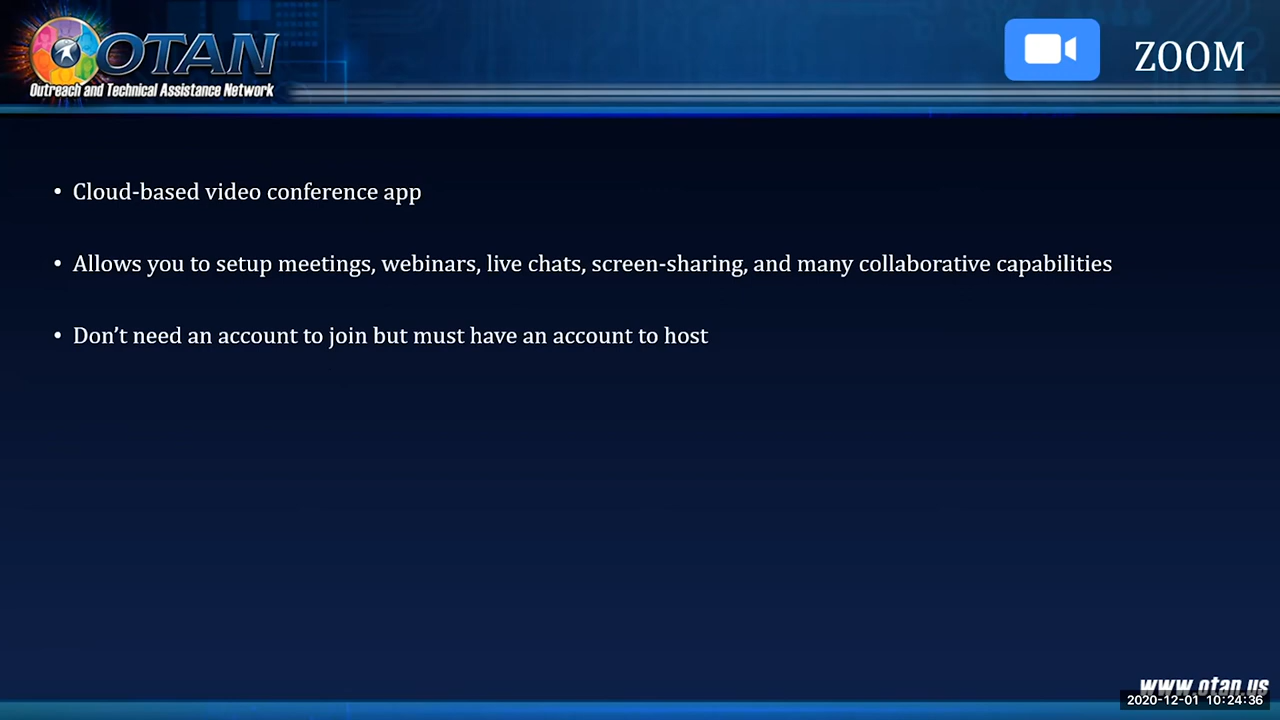 OTAN
Outreach and Technical Assistance Network
ZOOM
• Cloud-based video conference app
• Allows you to setup meetings, webinars, live chats, screen-sharing, and many collaborative capabilities
• Don’t need an account to join but must have an account to host
www.otan.us
2020-12-01 10:24:36